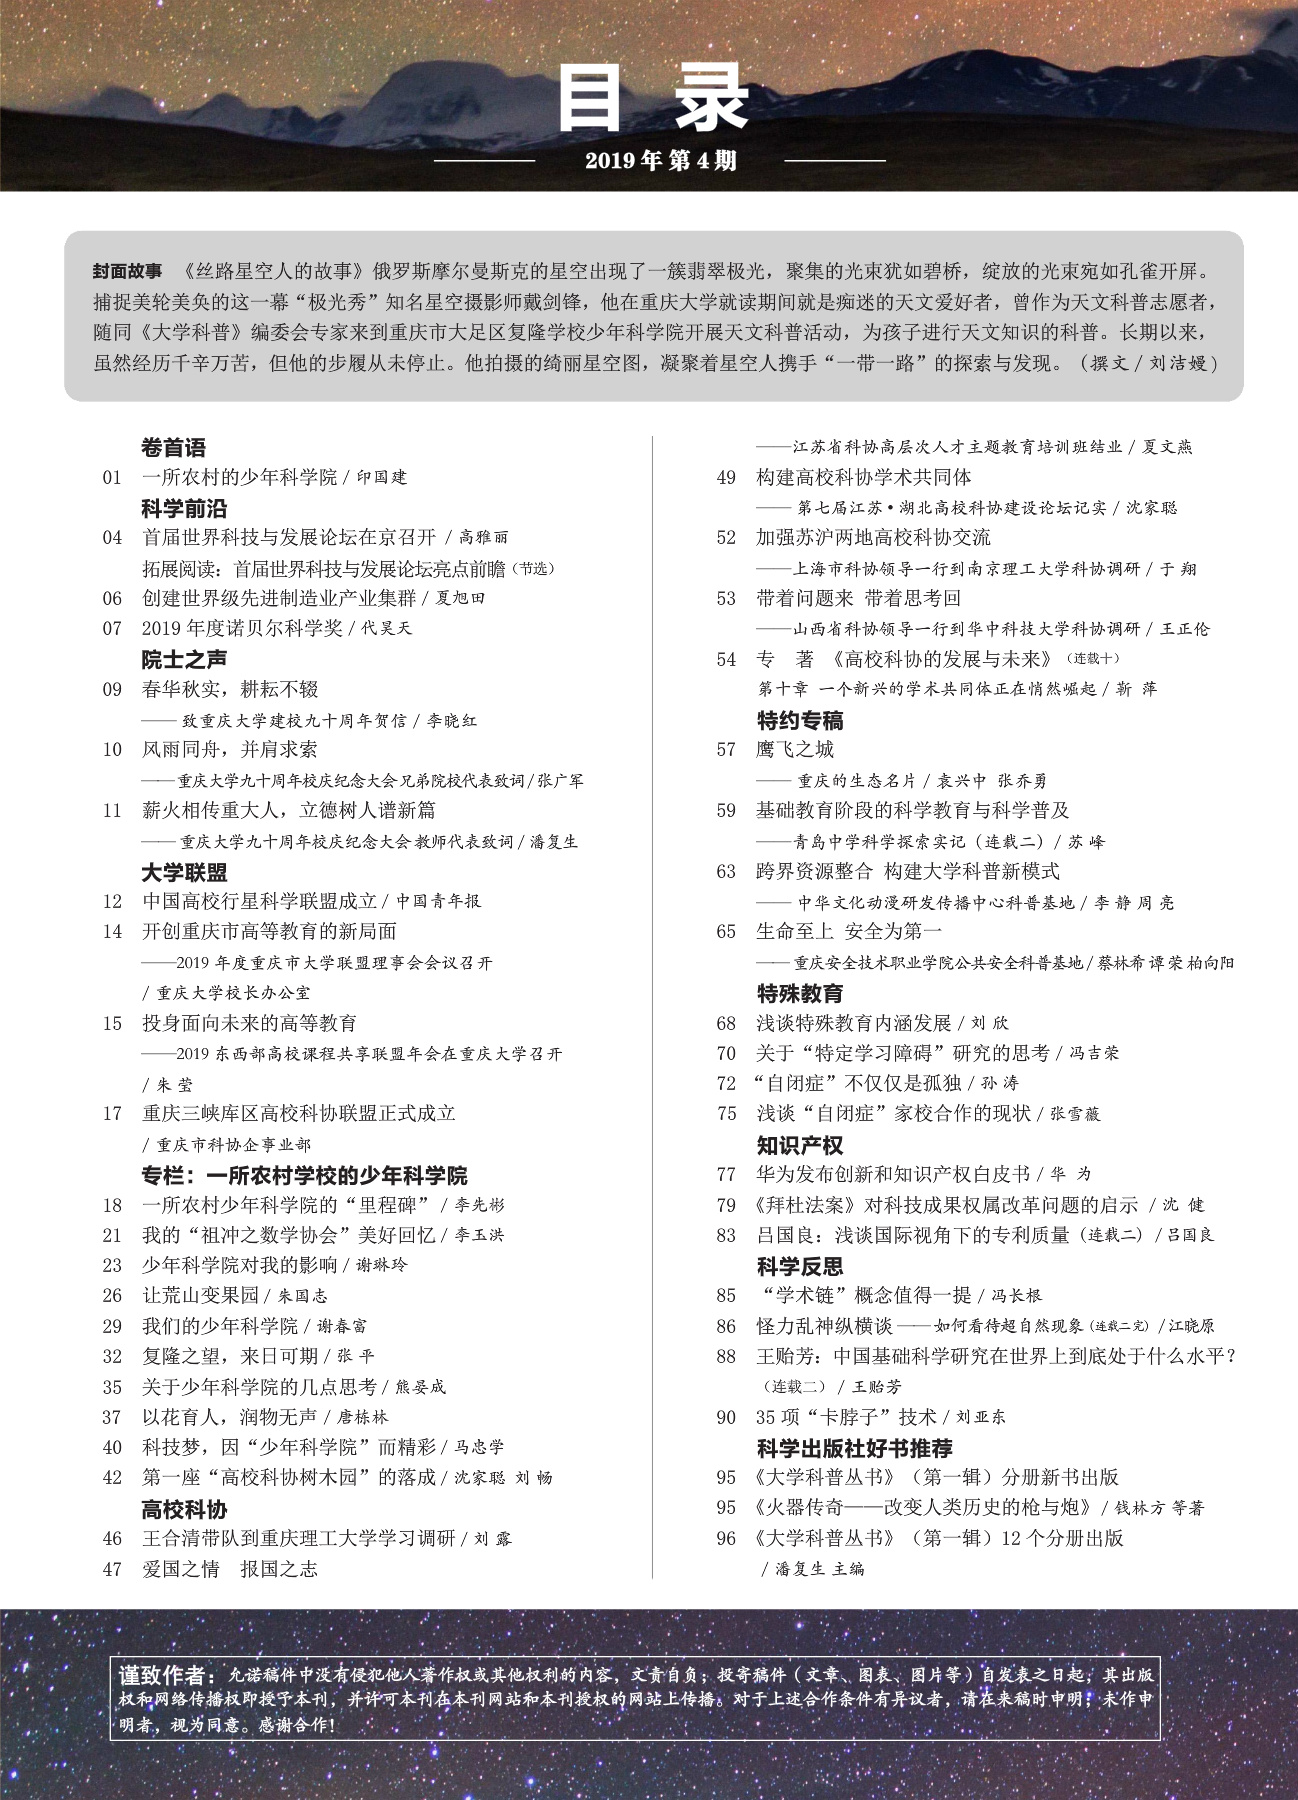 目 录
2019 年 第 4 期
封面故事 《丝路星空人的故事》俄罗斯摩尔曼斯克的星空出现了一簇翡翠极光，聚集的光束犹如碧桥，绽放的光束宛如孔雀开屏。
捕捉美轮美奂的这一幕“极光秀”知名星空摄影师戴剑锋，他在重庆大学就读期间就是痴迷的天文爱好者，曾作为天文科普志愿者，
随同《大学科普》编委会专家来到重庆市大足区复隆学校少年科学院开展天文科普活动，为孩子进行天文知识的科普。长期以来，
虽然经历千辛万苦，但他的步履从未停止。他拍摄的绮丽星空图，凝聚着星空人携手“一带一路”的探索与发现。（撰文 / 刘洁嫚）
卷首语
01 一所农村的少年科学院 / 印国建
科学前沿
04 首届世界科技与发展论坛在京召开 / 高雅丽
拓展阅读：首届世界科技与发展论坛亮点前瞻（节选）
06 创建世界级先进制造业产业集群 / 夏旭田
07 2019 年度诺贝尔科学奖 / 代昊天
院士之声
09 春华秋实，耕耘不辍
—— 致重庆大学建校九十周年贺信 / 李晓红
10 风雨同舟，并肩求索
——重庆大学九十周年校庆纪念大会兄弟院校代表致词 / 张广军
11 薪火相传重大人，立德树人谱新篇
—— 重庆大学九十周年校庆纪念大会教师代表致词 / 潘复生
大学联盟
12 中国高校行星科学联盟成立 / 中国青年报
14 开创重庆市高等教育的新局面
——2019 年度重庆市大学联盟理事会会议召开
/ 重庆大学校长办公室
15 投身面向未来的高等教育
——2019 东西部高校课程共享联盟年会在重庆大学召开
/ 朱 莹
17 重庆三峡库区高校科协联盟正式成立
/ 重庆市科协企事业部
专栏：一所农村学校的少年科学院
18 一所农村少年科学院的“里程碑” / 李先彬
21 我的“祖冲之数学协会”美好回忆 / 李玉洪
23 少年科学院对我的影响 / 谢琳玲
26 让荒山变果园 / 朱国志
29 我们的少年科学院 / 谢春富
32 复隆之望，来日可期 / 张 平
35 关于少年科学院的几点思考 / 熊晏成
37 以花育人，润物无声 / 唐栋林
40 科技梦，因“少年科学院”而精彩 / 马忠学
42 第一座“高校科协树木园”的落成 / 沈家聪 刘 畅
高校科协
46 王合清带队到重庆理工大学学习调研 / 刘 露
47 爱国之情 报国之志
——江苏省科协高层次人才主题教育培训班结业 / 夏文燕
49 构建高校科协学术共同体
—— 第七届江苏·湖北高校科协建设论坛记实 / 沈家聪
52 加强苏沪两地高校科协交流
——上海市科协领导一行到南京理工大学科协调研 / 于 翔
53 带着问题来 带着思考回
——山西省科协领导一行到华中科技大学科协调研 / 王正伦
54 专 著 《高校科协的发展与未来》（连载十）
第十章 一个新兴的学术共同体正在悄然崛起 / 靳 萍
特约专稿
57 鹰飞之城
—— 重庆的生态名片 / 袁兴中 张乔勇
59 基础教育阶段的科学教育与科学普及
——青岛中学科学探索实记（连载二）/ 苏 峰
63 跨界资源整合 构建大学科普新模式
—— 中华文化动漫研发传播中心科普基地 / 李 静 周 亮
65 生命至上 安全为第一
—— 重庆安全技术职业学院公共安全科普基地 / 蔡林希 谭 荣 柏向阳
特殊教育
68 浅谈特殊教育内涵发展 / 刘 欣
70 关于“特定学习障碍”研究的思考 / 冯吉荣
72 “自闭症”不仅仅是孤独 / 孙 涛
75 浅谈“自闭症”家校合作的现状 / 张雪薇
知识产权
77 华为发布创新和知识产权白皮书 / 华 为
79 《拜杜法案》对科技成果权属改革问题的启示 / 沈 健
83 吕国良：浅谈国际视角下的专利质量（连载二）/ 吕国良
科学反思
85 “学术链”概念值得一提 / 冯长根
86 怪力乱神纵横谈 ——如何看待超自然现象（连载二完）/ 江晓原
88 王贻芳：中国基础科学研究在世界上到底处于什么水平？
（连载二）/ 王贻芳
90 35 项“卡脖子”技术 / 刘亚东
科学出版社好书推荐
95 《大学科普丛书》（第一辑）分册新书出版
95 《火器传奇——改变人类历史的枪与炮》/ 钱林方 等著
96 《大学科普丛书》（第一辑）12 个分册出版
/ 潘复生 主编
谨致作者：允诺稿件中没有侵犯他人著作权或其他权利的内容，文责自负；投寄稿件（文章、图表、图片等）自发表之日起，其出版
权和网络传播权即授予本刊，并许可本刊在本刊网站和本刊授权的网站上传播。对于上述合作条件有异议者，请在来稿时申明；未作申
明者，视为同意。感谢合作！